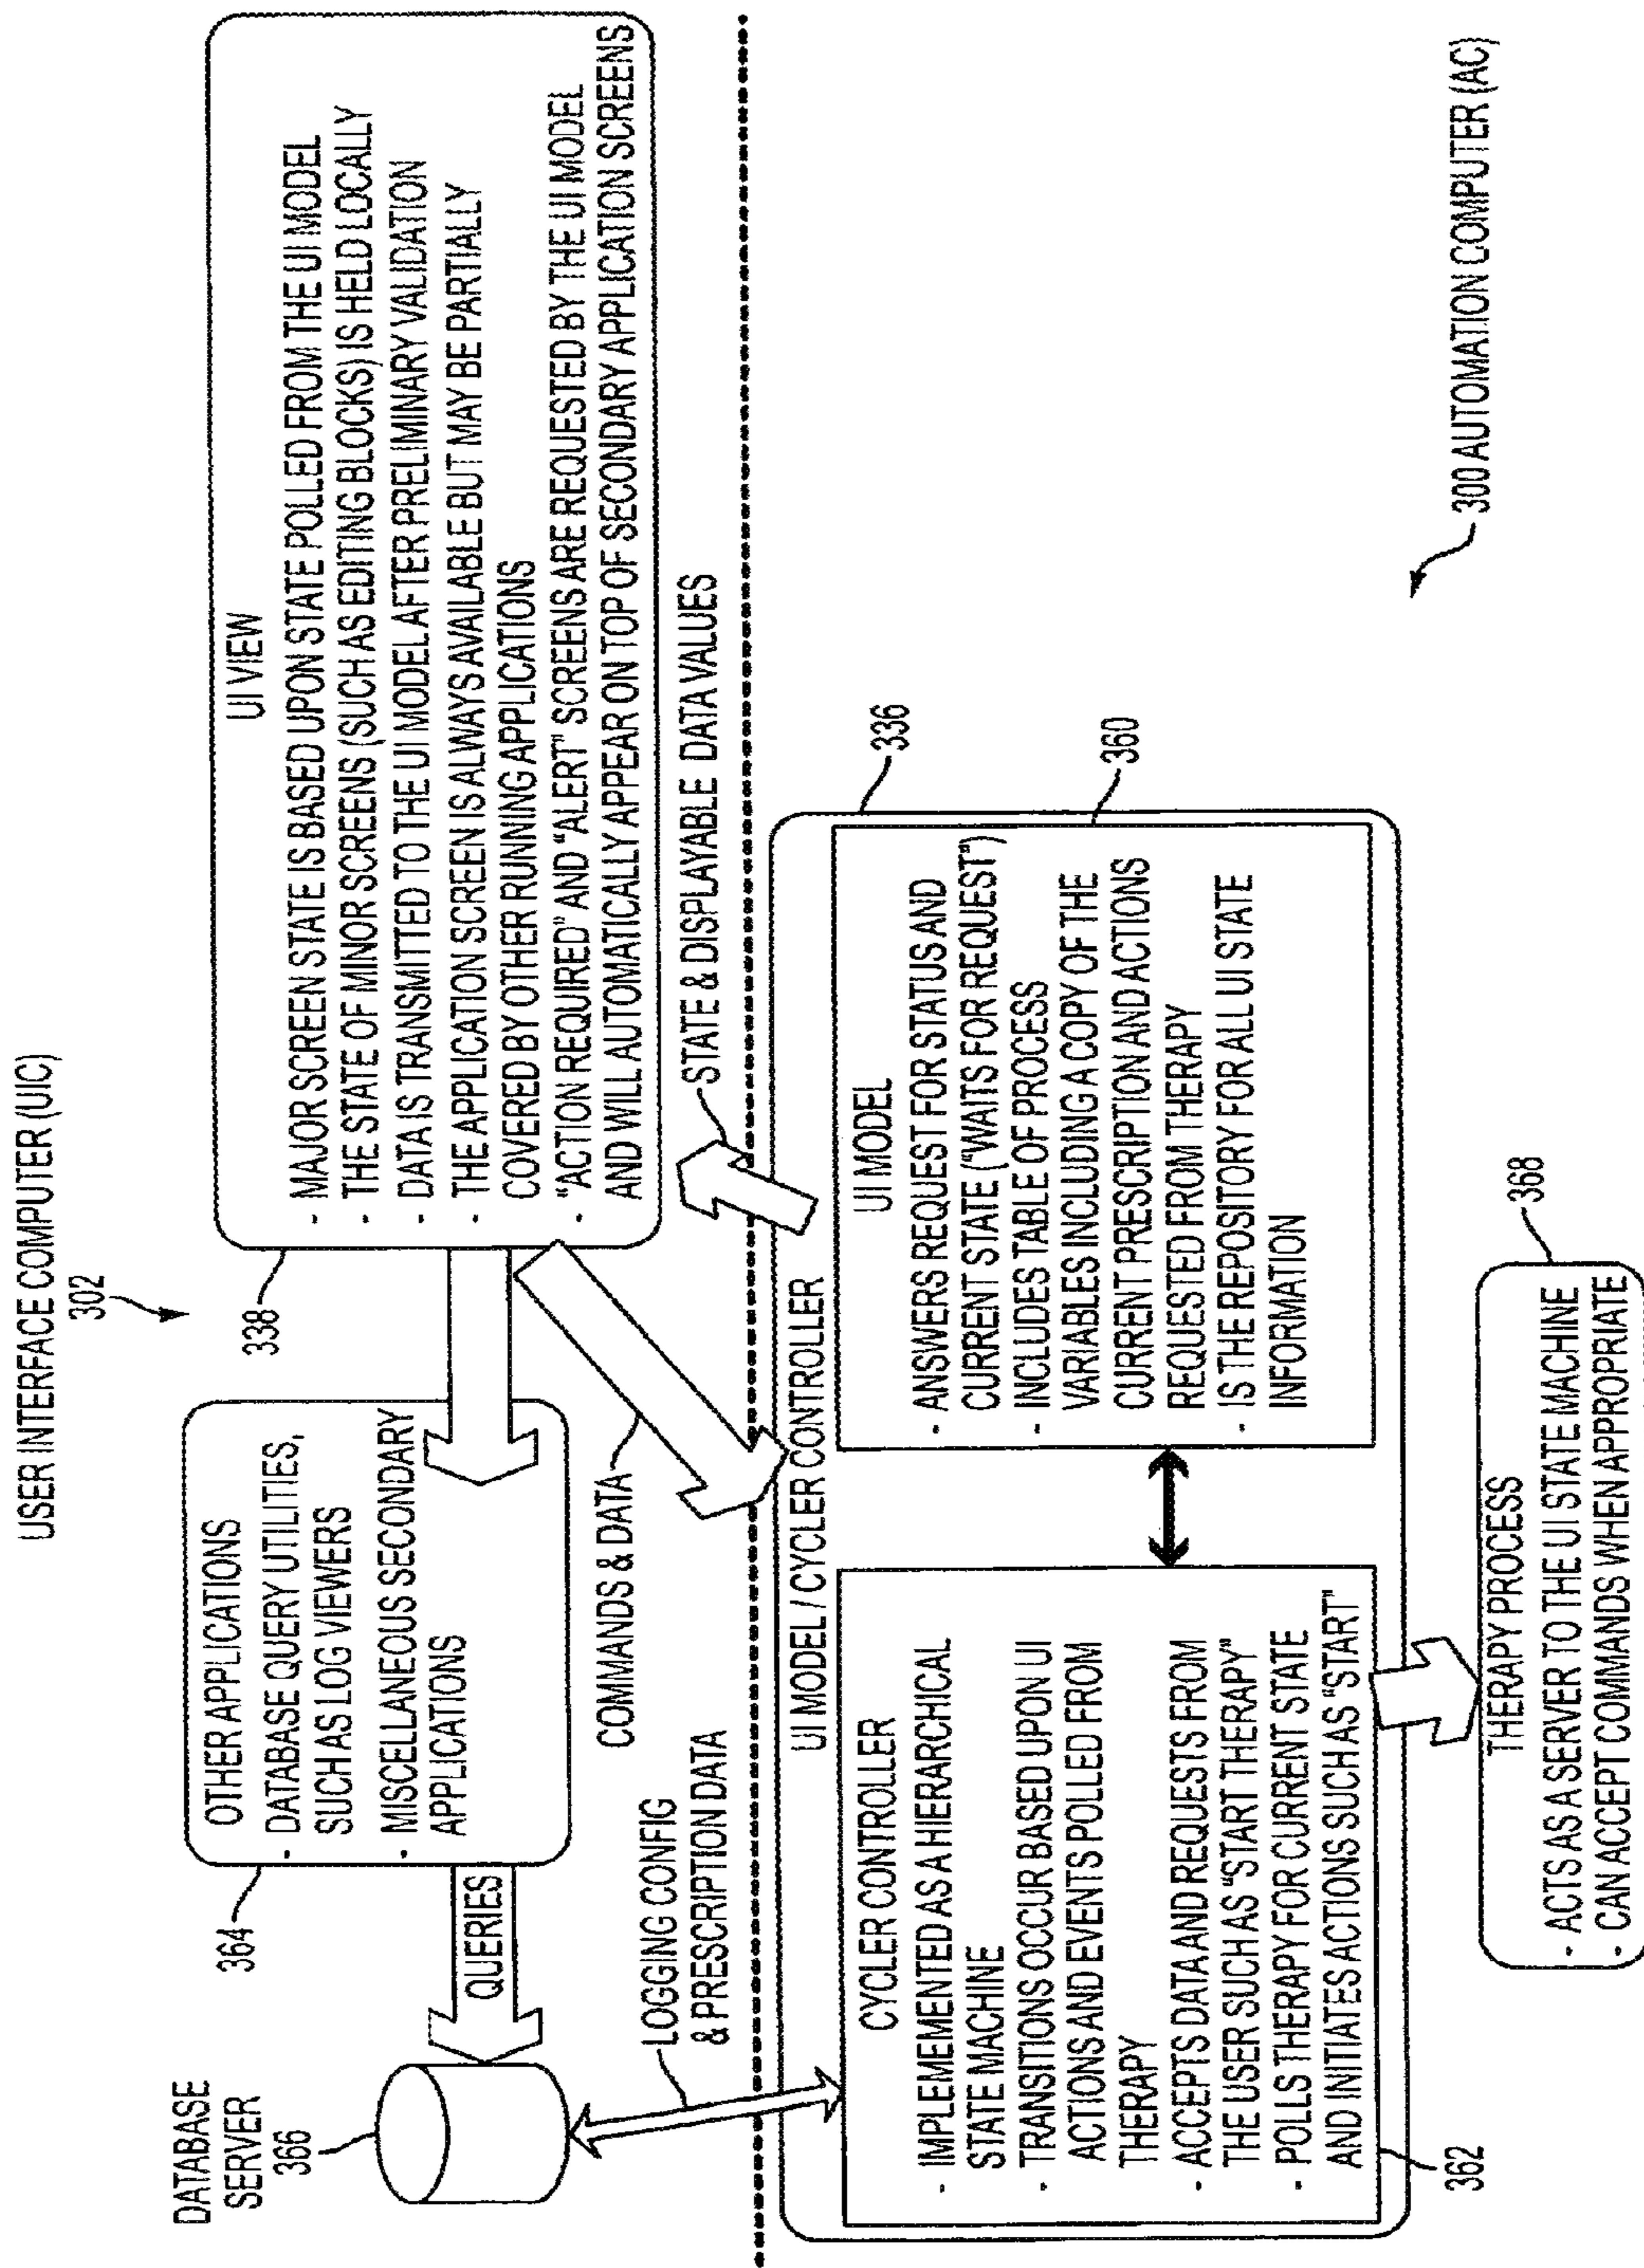 USER INTERFACE COMPUTER (UIC)
302
DATABASE
SERVER
366
QUERIES
364
OTHER APPLICATIONS
- DATABASE QUERY UTILITIES,
SUCH AS LOG VIEWERS
- MISCELLANEOUS SECONDARY
APPLICATIONS
338
UI VIEW
- MAJOR SCREEN STATE IS BASED UPON STATE POLLED FROM THE UI MODEL
- THE STATE OF MINOR SCREENS (SUCH AS EDITING BLOCKS) IS HELD LOCALLY
- DATA IS TRANSMITTED TO THE UI MODEL AFTER PRELIMINARY VALIDATION
- THE APPLICATION SCREEN IS ALWAYS AVAILABLE BUT MAY BE PARTIALLY
COVERED BY OTHER RUNNING APPLICATIONS
- "ACTION REQUIRED" AND "ALERT" SCREENS ARE REQUESTED BY THE UI MODEL
AND WILL AUTOMATICALLY APPEAR ON TOP OF SECONDARY APPLICATION SCREENS
LOGGING CONFIG
& PRESCRIPTION DATA
COMMANDS & DATA
STATE & DISPLAYABLE DATA VALUES
UI MODEL / CYCLER CONTROLLER
336
CYCLER CONTROLLER
- IMPLEMENTED AS A HIERARCHICAL
STATE MACHINE
- TRANSITIONS OCCUR BASED UPON UI
ACTIONS AND EVENTS POLLED FROM
THERAPY
- ACCEPTS DATA AND REQUESTS FROM
THE USER SUCH AS "START THERAPY"
- POLLS THERAPY FOR CURRENT STATE
AND INITIATES ACTIONS SUCH AS "START"
362
UI MODEL
- ANSWERS REQUEST FOR STATUS AND
CURRENT STATE ("WAITS FOR REQUEST")
- INCLUDES TABLE OF PROCESS
VARIABLES INCLUDING A COPY OF THE
CURRENT PRESCRIPTION AND ACTIONS
REQUESTED FROM THERAPY
- IS THE REPOSITORY FOR ALL UI STATE
INFORMATION
360
300 AUTOMATION COMPUTER (AC)
THERAPY PROCESS
368
- ACTS AS A SERVER TO THE UI STATE MACHINE
- CAN ACCEPT COMMANDS WHEN APPROPRIATE